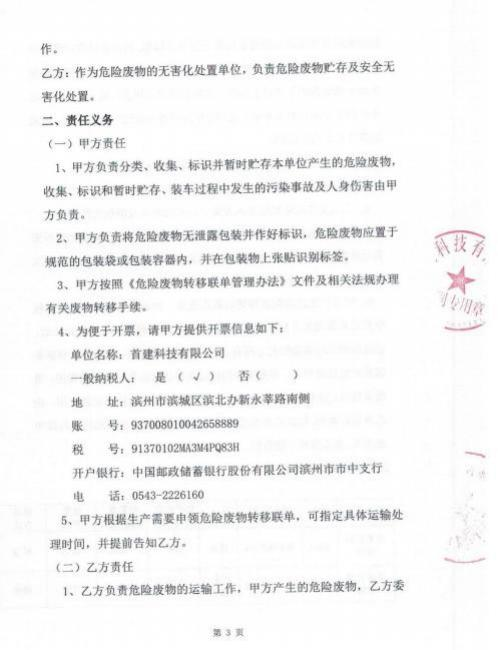 作。
乙方：作为危险废物的无害化处置单位，负责危险废物贮存及安全无
害化处置。
二、责任义务
（一）甲方责任
1、甲方负责分类、收集、标识并暂时贮存本单位产生的危险废物，
收集、标识和暂时贮存、装车过程中发生的污染事故及人身伤害由甲
方负责。
2、甲方负责将危险废物无泄露包装并作好标识，危险废物应置于
规范的包装袋或包装容器内，并在包装物上张贴识别标签。
3、甲方按照《危险废物转移联单管理办法》文件及相关法规办理
有关废物转移手续。
4、为便于开票，请甲方提供开票信息如下：
单位名称：首建科技有限公司
一般纳税人： 是（√） 否（ ）
地 址：滨州市滨城区滨北办新永莘路南侧
账 号：937008010042658889
税 号：91370102MA3M4PQ83H
开户银行：中国邮政储蓄银行股份有限公司滨州市市中支行
电 话：0543-2226160
5、甲方根据生产需要申领危险废物转移联单，可指定具体运输处
理时间，并提前告知乙方。
（二）乙方责任
1、乙方负责危险废物的运输工作，甲方产生的危险废物，乙方委
第 3 页
科技有
专用章